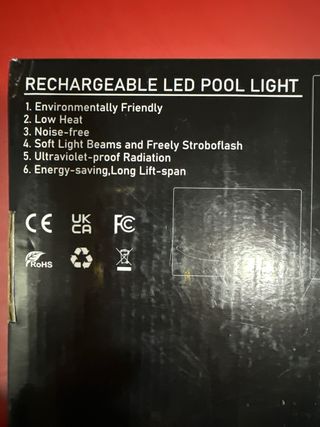 RECHARGEABLE LED POOL LIGHT
1. Environmentally Friendly
2. Low Heat
3. Noise-free
4. Soft Light Beams and Freely Stroboflash
5. Ultraviolet-proof Radiation
6. Energy-saving,Long Lift-span
CE UK CA FC
RoHS